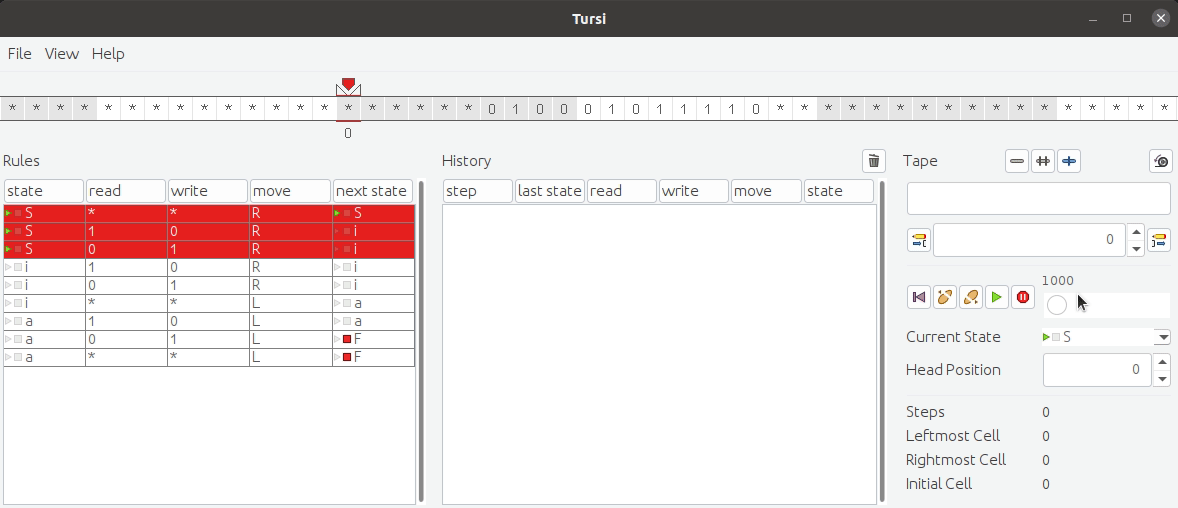 Tursi
File View Help
* * * * * * * * * * * * * * * * * * * * 0 1 0 0 0 1 0 1 1 1 1 0 * * * * * * * * * * * * * * * * *
0
Rules
state read write move next state
S * * R S
S 1 0 R i
S 0 1 R i
i 1 0 R i
i 0 1 R i
i * * L a
a 1 0 L a
a 0 1 L F
a * * L F
History
step last state read write move state
Tape
0
1000
Current State S
Head Position 0
Steps 0
Leftmost Cell 0
Rightmost Cell 0
Initial Cell 0